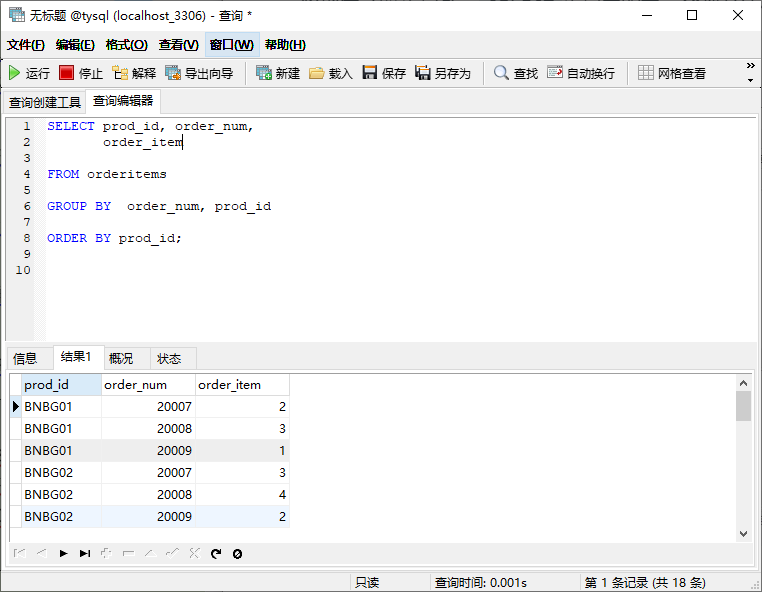 无标题 @tysql (localhost_3306) - 查询 *
文件(F) 编辑(E) 格式(O) 查看(V) 窗口(W) 帮助(H)
运行 停止 解释 导出向导 新建 载入 保存 另存为 查找 自动换行 网格查看 »
查询创建工具 查询编辑器
1 SELECT prod_id, order_num,
2 order_item
3
4 FROM orderitems
5
6 GROUP BY order_num, prod_id
7
8 ORDER BY prod_id;
9
10
信息 结果1 概况 状态
prod_id order_num order_item
BNBG01 20007 2
BNBG01 20008 3
BNBG01 20009 1
BNBG02 20007 3
BNBG02 20008 4
BNBG02 20009 2
只读 查询时间: 0.001s 第 1 条记录 (共 18 条)